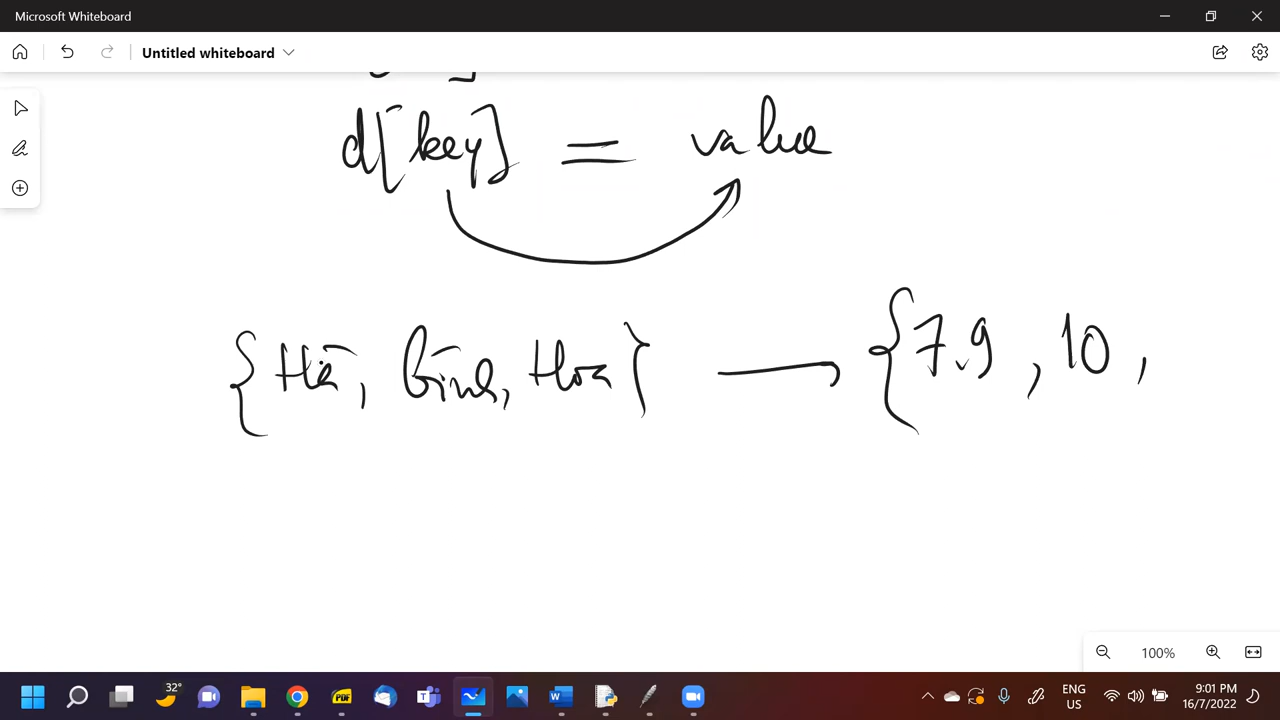 Microsoft Whiteboard
Untitled whiteboard
d[key] = value
{Hà, Bình, Hoa} → {7.9, 10,
100%
32°
ENG
US
9:01 PM
16/7/2022